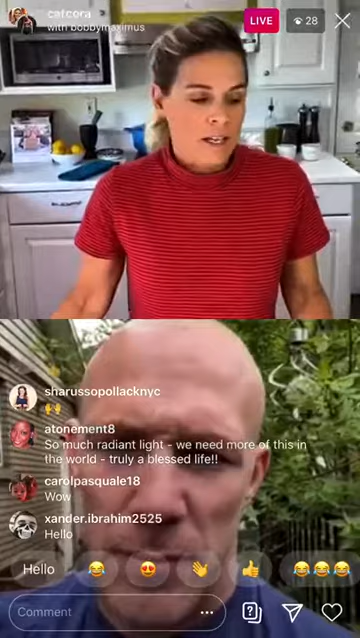 catcora
with bobbymaximus
LIVE
28
sharussopollacknyc
🙌
atonement8
So much radiant light - we need more of this in
the world - truly a blessed life!!
carolpasquale18
Wow
xander.ibrahim2525
Hello
Hello 😂 😍 👋 👍 😂😂😂
Comment